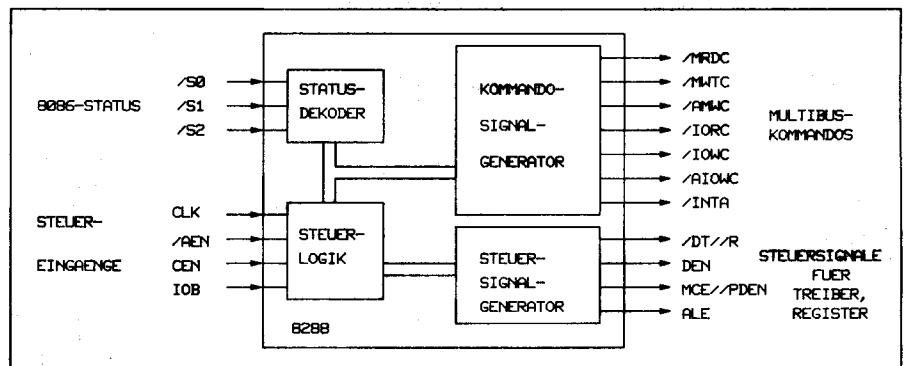 8086-STATUS
/S0
/S1
/S2
STATUS-
DEKODER
KOMMANDO-
SIGNAL-
GENERATOR
/MRDC
/MWTC
/AMWC
/IORC
/IOWC
/AIOWC
/INTA
MULTIBUS-
KOMMANDOS
STEUER-
EINGAENGE
CLK
/AEN
CEN
IOB
STEUER-
LOGIK
STEUER-
SIGNAL-
GENERATOR
/DT//R
DEN
MCE//PDEN
ALE
STEUERSIGNALE
FUER
TREIBER,
REGISTER
8288